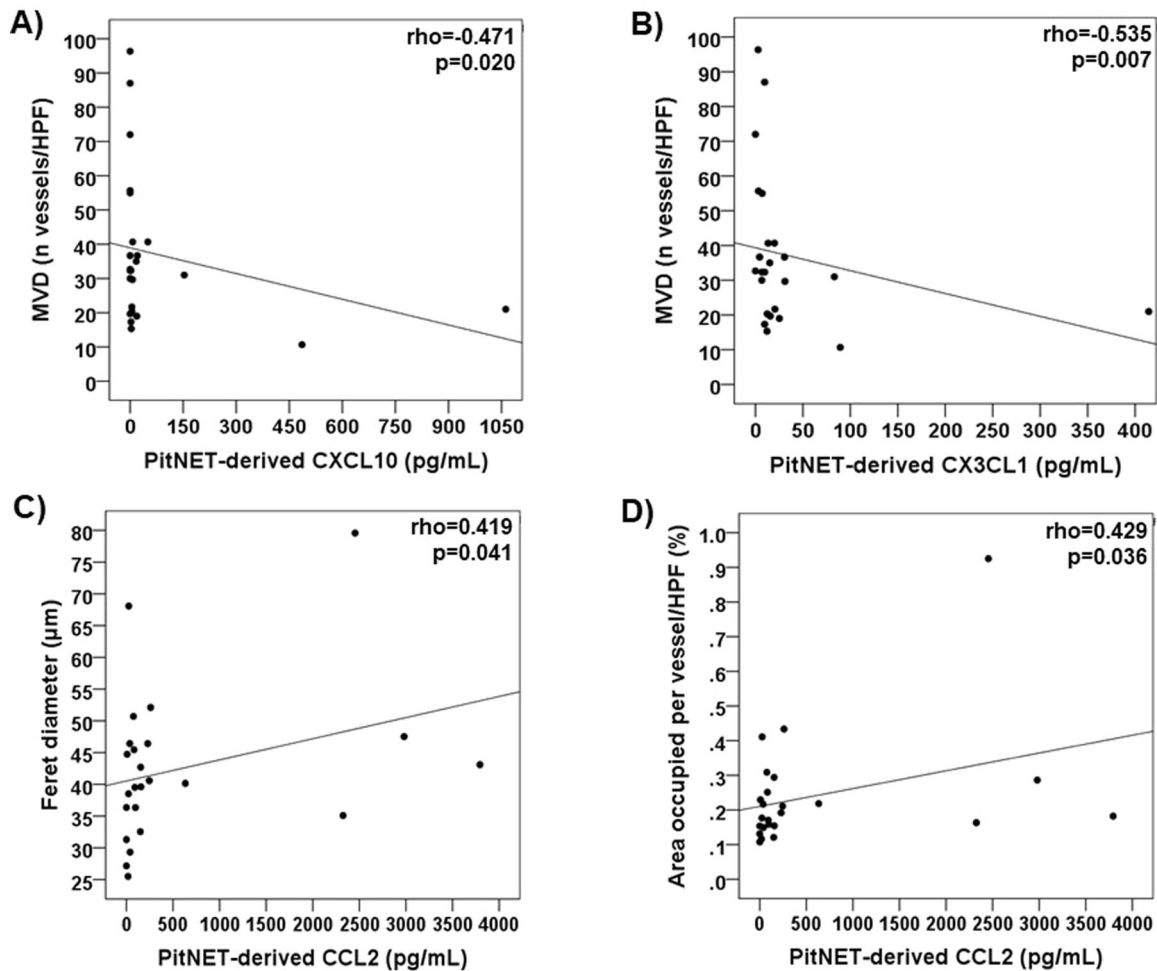 A)
rho=-0.471
p=0.020
MVD (n vessels/HPF)
100
90
80
70
60
50
40
30
20
10
0
0 150 300 450 600 750 900 1050
PitNET-derived CXCL10 (pg/mL)
B)
rho=-0.535
p=0.007
MVD (n vessels/HPF)
100
90
80
70
60
50
40
30
20
10
0
0 50 100 150 200 250 300 350 400
PitNET-derived CX3CL1 (pg/mL)
C)
rho=0.419
p=0.041
Feret diameter (µm)
80
75
70
65
60
55
50
45
40
35
30
25
0 500 1000 1500 2000 2500 3000 3500 4000
PitNET-derived CCL2 (pg/mL)
D)
rho=0.429
p=0.036
Area occupied per vessel/HPF (%)
1.0
.9
.8
.7
.6
.5
.4
.3
.2
.1
.0
0 500 1000 1500 2000 2500 3000 3500 4000
PitNET-derived CCL2 (pg/mL)